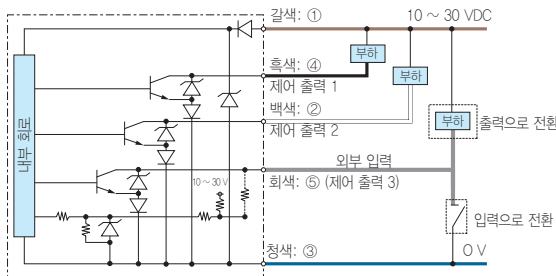 갈색: ①
10 ~ 30 VDC
부하
흑색: ④
제어 출력 1
부하
백색: ②
제어 출력 2
부하
출력으로 전환
내부 회로
외부 입력
10 ~ 30 V
회색: ⑤ (제어 출력 3)
입력으로 전환
청색: ③
0 V